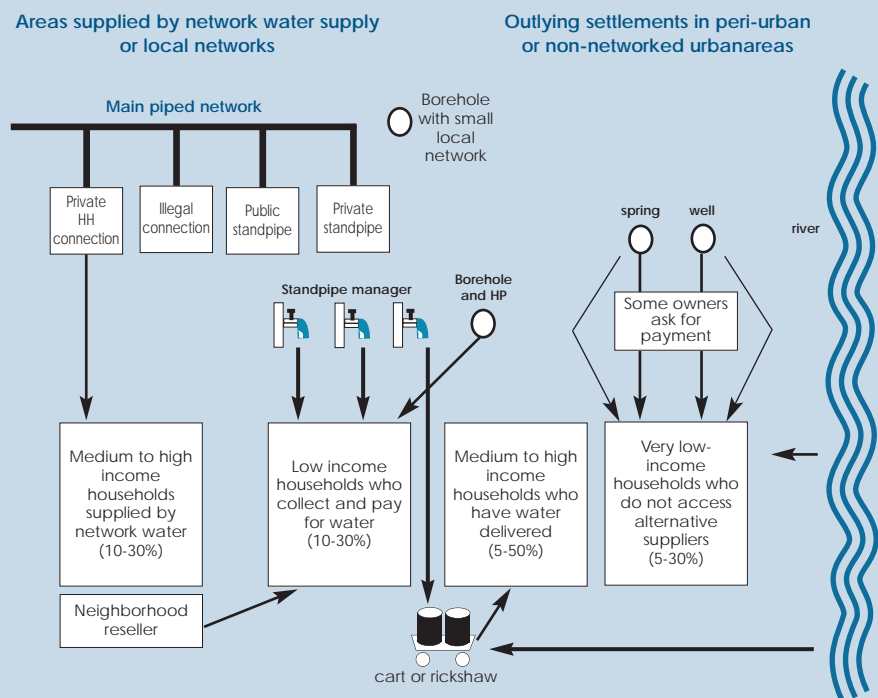 Areas supplied by network water supply
or local networks
Outlying settlements in peri-urban
or non-networked urbanareas
Main piped network
Borehole
with small
local
network
Private
HH
connection
Illegal
connection
Public
standpipe
Private
standpipe
spring
well
river
Standpipe manager
Borehole
and HP
Some owners
ask for
payment
Medium to high
income
households
supplied by
network water
(10-30%)
Low income
households who
collect and pay
for water
(10-30%)
Medium to high
income
households who
have water
delivered
(5-50%)
Very low-
income
households who
do not access
alternative
suppliers
(5-30%)
Neighborhood
reseller
cart or rickshaw